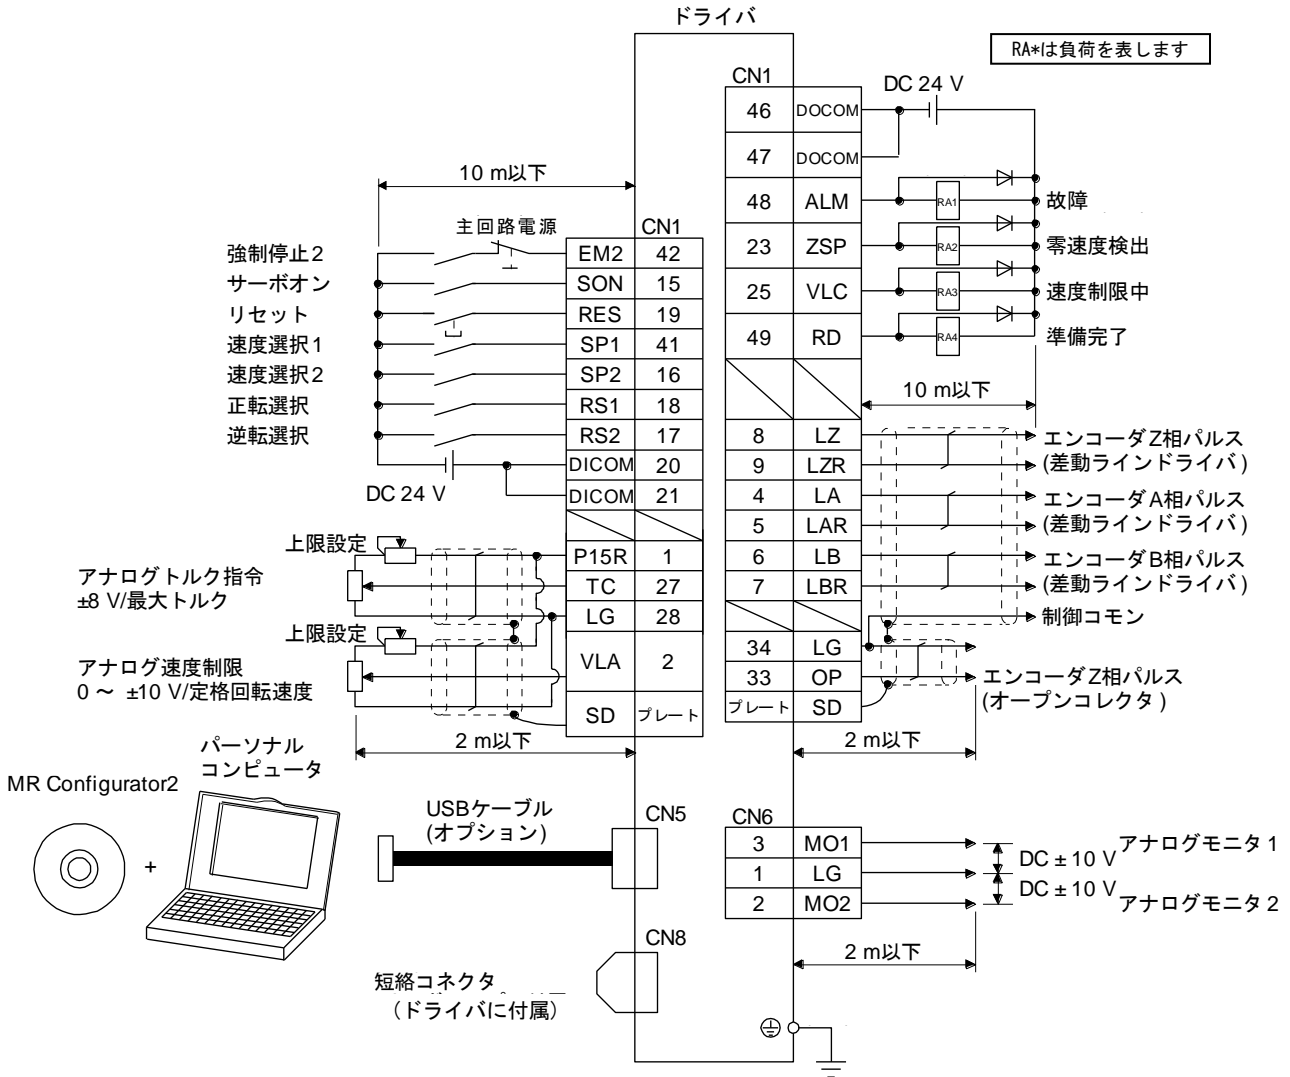 ドライバ
RA*は負荷を表します
CN1
DC 24 V
46 DOCOM
47 DOCOM
48 ALM RA1 故障
23 ZSP RA2 零速度検出
25 VLC RA3 速度制限中
49 RD RA4 準備完了
10 m以下
8 LZ エンコーダZ相パルス
9 LZR (差動ラインドライバ)
4 LA エンコーダA相パルス
5 LAR (差動ラインドライバ)
6 LB エンコーダB相パルス
7 LBR (差動ラインドライバ)
制御コモン
34 LG
33 OP エンコーダZ相パルス
(オープンコレクタ)
プレート SD
2 m以下
10 m以下
主回路電源
CN1
強制停止2 EM2 42
サーボオン SON 15
リセット RES 19
速度選択1 SP1 41
速度選択2 SP2 16
正転選択 RS1 18
逆転選択 RS2 17
DICOM 20
DC 24 V DICOM 21
上限設定
P15R 1
アナログトルク指令 TC 27
±8 V/最大トルク
LG 28
上限設定
アナログ速度制限 VLA 2
0 ～ ±10 V/定格回転速度
SD プレート
2 m以下
MR Configurator2
パーソナル
コンピュータ
+
USBケーブル
(オプション)
CN5
CN8
短絡コネクタ
（ドライバに付属）
CN6
3 MO1 アナログモニタ1
DC ± 10 V
1 LG
DC ± 10 V
2 MO2 アナログモニタ2
2 m以下